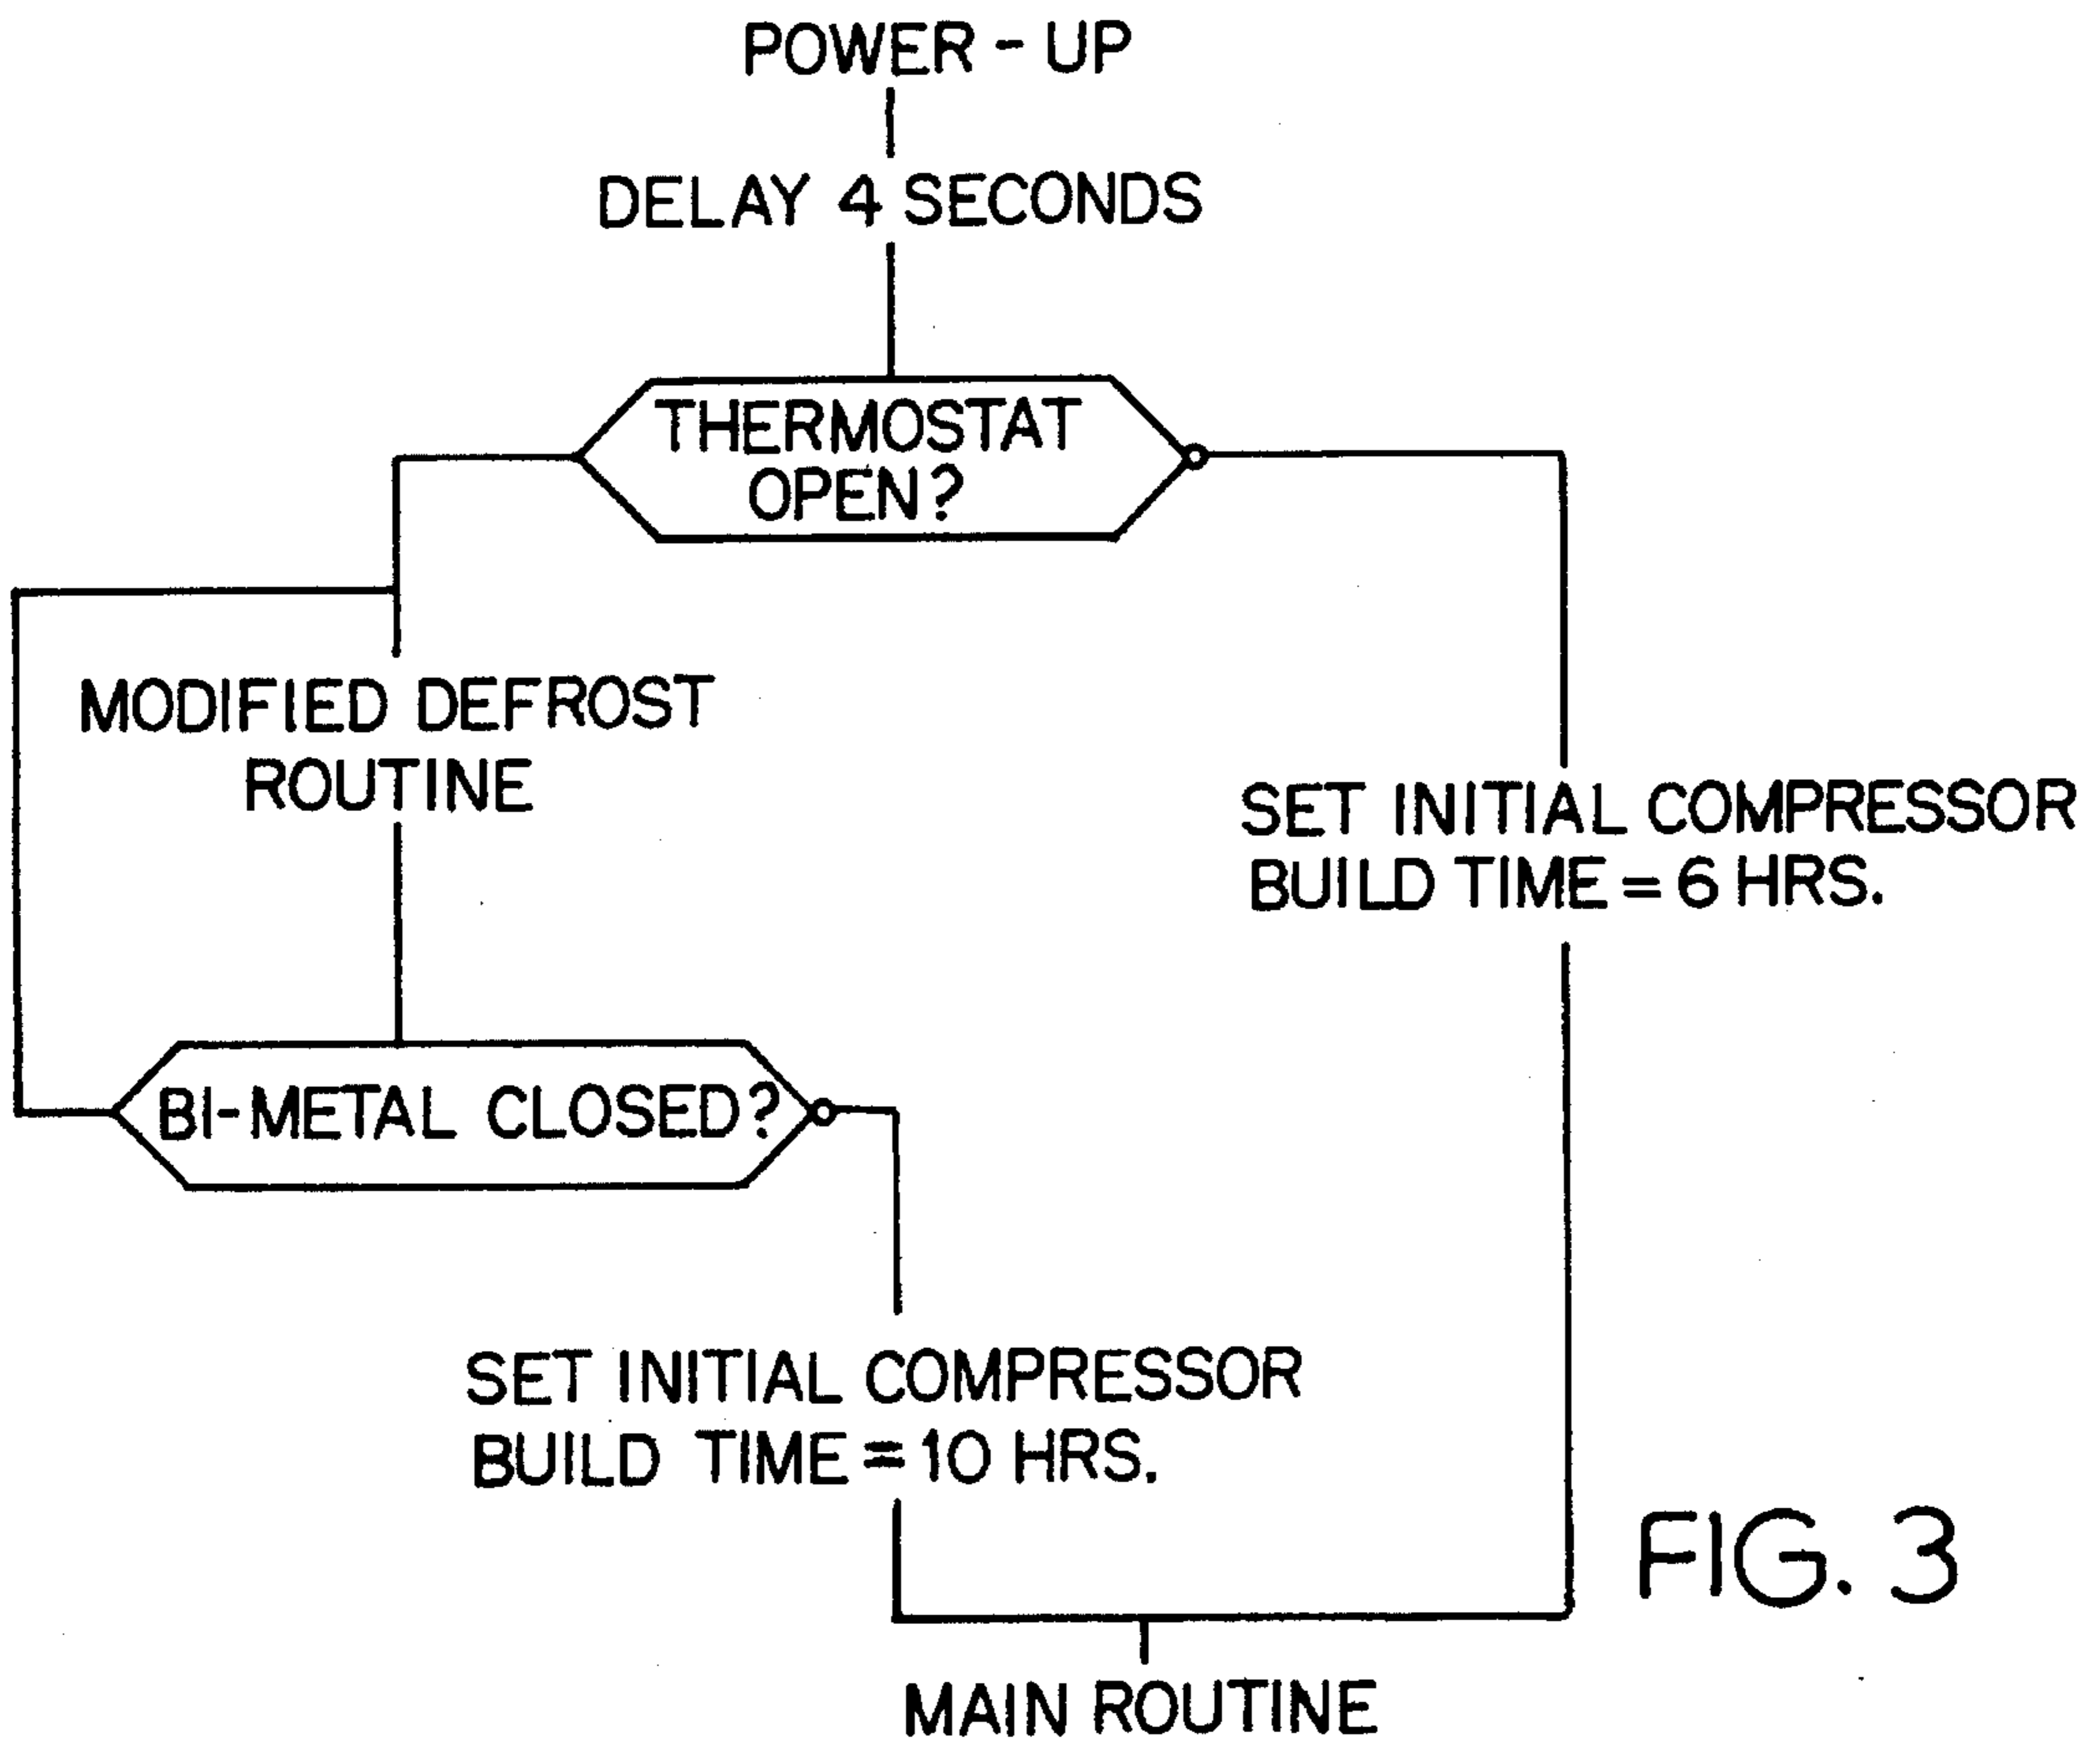 POWER - UP
DELAY 4 SECONDS
THERMOSTAT
OPEN?
MODIFIED DEFROST
ROUTINE
SET INITIAL COMPRESSOR
BUILD TIME = 6 HRS.
BI-METAL CLOSED?
SET INITIAL COMPRESSOR
BUILD TIME = 10 HRS.
FIG. 3
MAIN ROUTINE